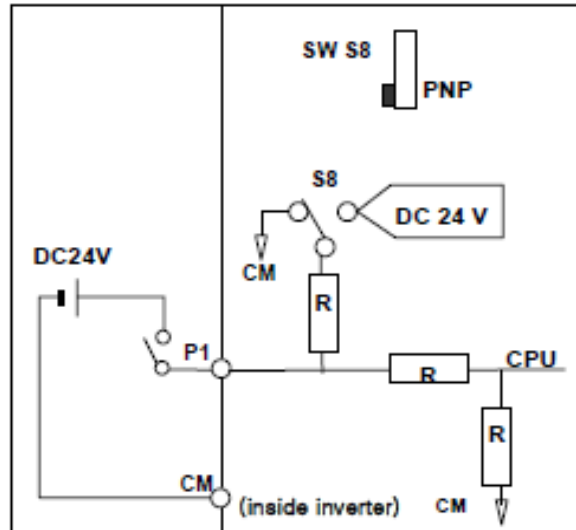 SW S8
PNP
S8
DC 24 V
DC24V
CM
R
P1
R
CPU
R
CM
(inside inverter)
CM